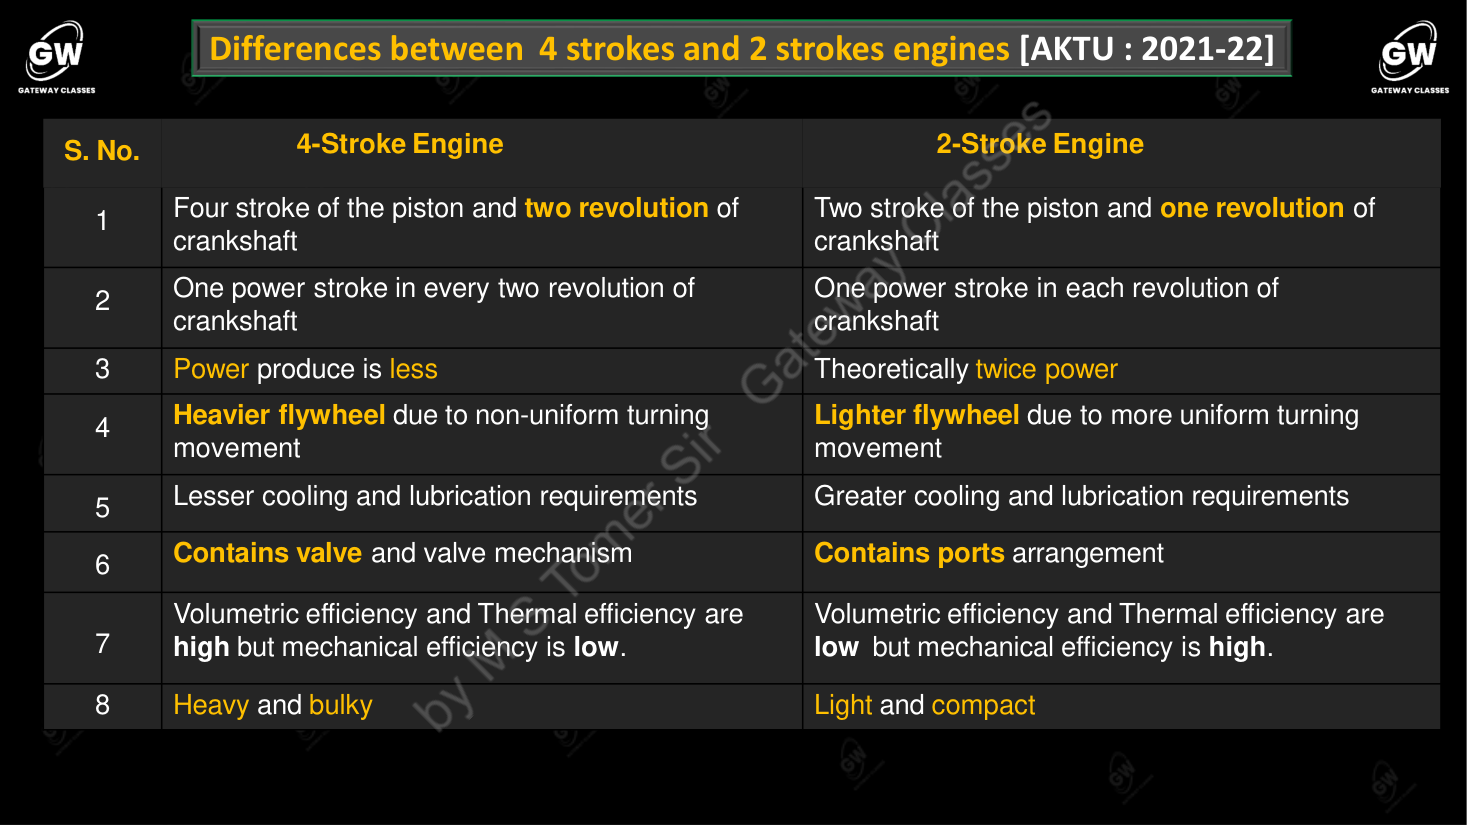 GW
GATEWAY CLASSES
Differences between 4 strokes and 2 strokes engines [AKTU : 2021-22]
GW
GATEWAY CLASSES
S. No.
4-Stroke Engine
2-Stroke Engine
1
Four stroke of the piston and two revolution of
crankshaft
Two stroke of the piston and one revolution of
crankshaft
2
One power stroke in every two revolution of
crankshaft
One power stroke in each revolution of
crankshaft
3
Power produce is less
Theoretically twice power
4
Heavier flywheel due to non-uniform turning
movement
Lighter flywheel due to more uniform turning
movement
5
Lesser cooling and lubrication requirements
Greater cooling and lubrication requirements
6
Contains valve and valve mechanism
Contains ports arrangement
7
Volumetric efficiency and Thermal efficiency are
high but mechanical efficiency is low.
Volumetric efficiency and Thermal efficiency are
low but mechanical efficiency is high.
8
Heavy and bulky
Light and compact
Gateway Classes
by M S Tomer Sir